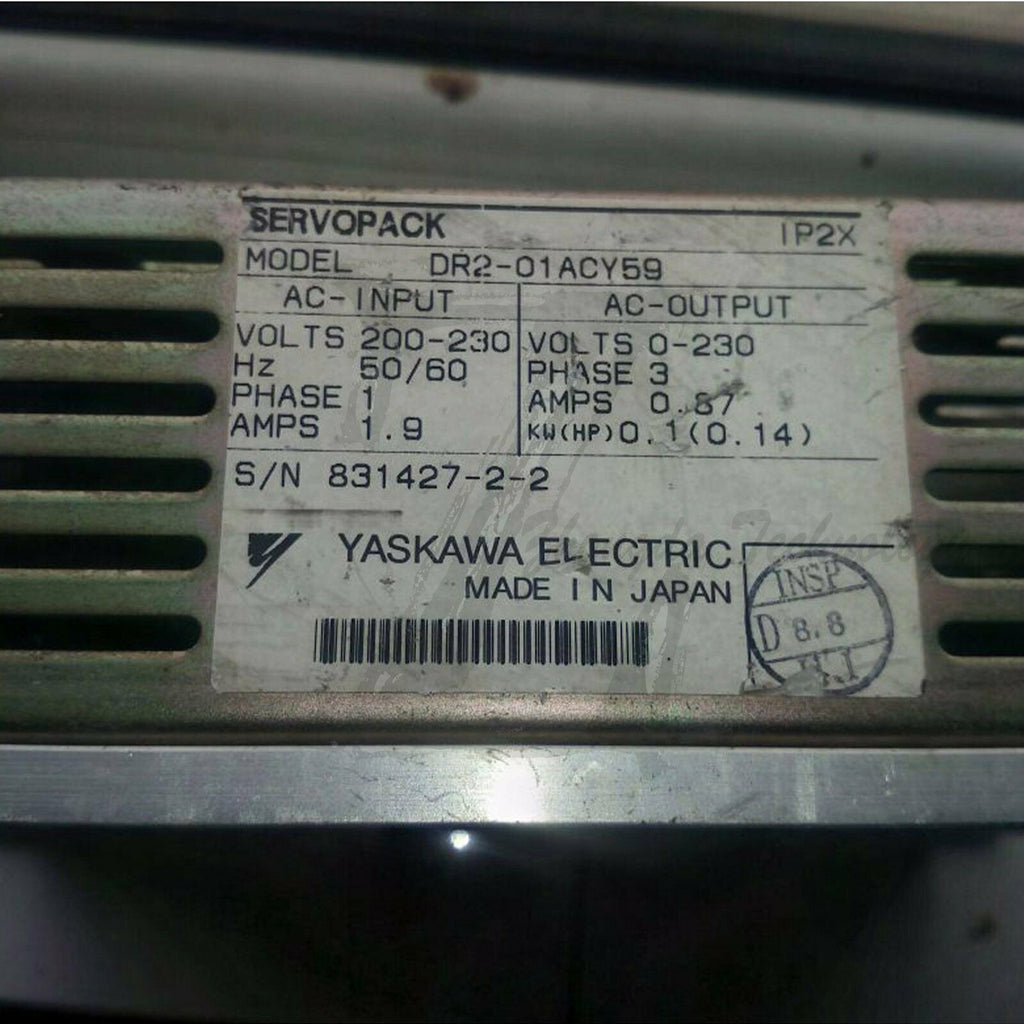 SERVOPACK IP2X
MODEL DR2-01ACY59
AC-INPUT AC-OUTPUT
VOLTS 200-230 VOLTS 0-230
Hz 50/60 PHASE 3
PHASE 1 AMPS 0.87
AMPS 1.9 KW(HP)0.1(0.14)
S/N 831427-2-2
YASKAWA ELECTRIC
MADE IN JAPAN
INSP
D 8.8